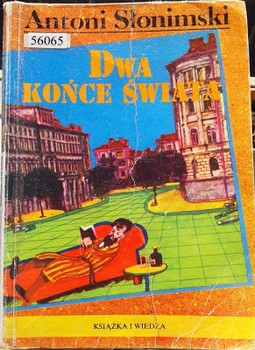 Antoni Słonimski
56065
DWA
KOŃCE ŚWIATA
KSIĄŻKA I WIEDZA